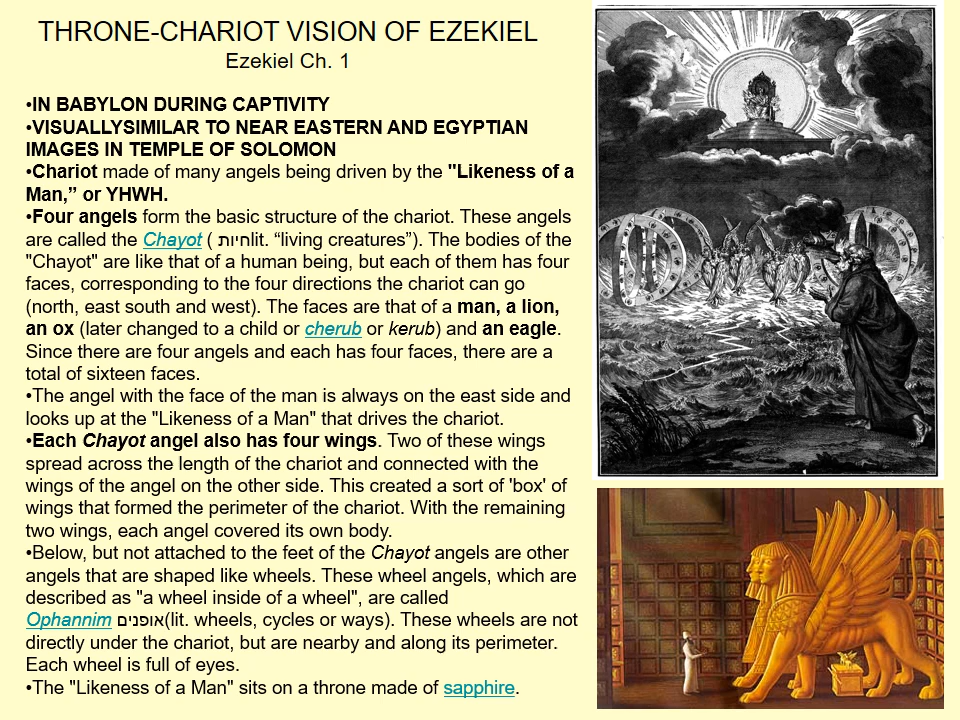 THRONE-CHARIOT VISION OF EZEKIEL
Ezekiel Ch. 1
•IN BABYLON DURING CAPTIVITY
•VISUALLYSIMILAR TO NEAR EASTERN AND EGYPTIAN
IMAGES IN TEMPLE OF SOLOMON
•Chariot made of many angels being driven by the "Likeness of a
Man,” or YHWH.
•Four angels form the basic structure of the chariot. These angels
are called the Chayot ( חיותlit. “living creatures”). The bodies of the
"Chayot" are like that of a human being, but each of them has four
faces, corresponding to the four directions the chariot can go
(north, east south and west). The faces are that of a man, a lion,
an ox (later changed to a child or cherub or kerub) and an eagle.
Since there are four angels and each has four faces, there are a
total of sixteen faces.
•The angel with the face of the man is always on the east side and
looks up at the "Likeness of a Man" that drives the chariot.
•Each Chayot angel also has four wings. Two of these wings
spread across the length of the chariot and connected with the
wings of the angel on the other side. This created a sort of 'box' of
wings that formed the perimeter of the chariot. With the remaining
two wings, each angel covered its own body.
•Below, but not attached to the feet of the Chayot angels are other
angels that are shaped like wheels. These wheel angels, which are
described as "a wheel inside of a wheel", are called
Ophannim אופנים(lit. wheels, cycles or ways). These wheels are not
directly under the chariot, but are nearby and along its perimeter.
Each wheel is full of eyes.
•The "Likeness of a Man" sits on a throne made of sapphire.